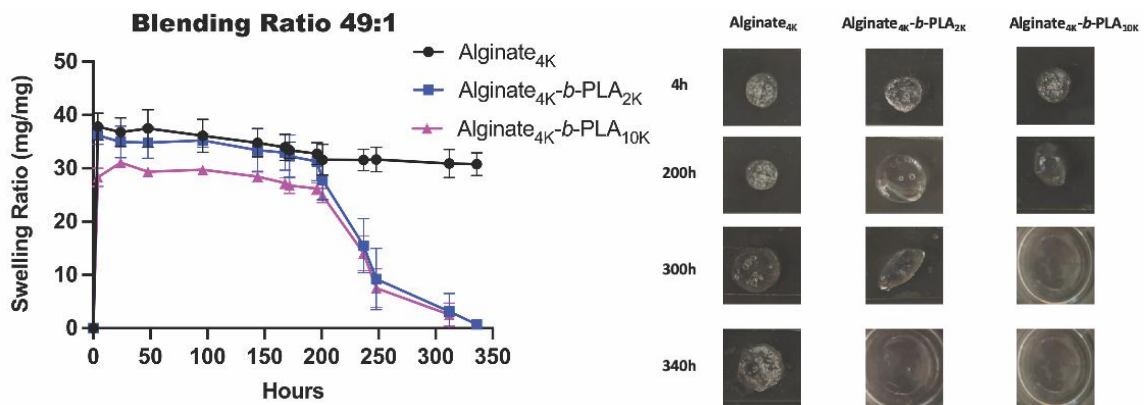 Blending Ratio 49:1
Alginate4K
Alginate4K-b-PLA2K
Alginate4K-b-PLA10K
Swelling Ratio (mg/mg)
50
40
30
20
10
0
0 50 100 150 200 250 300 350
Hours
Alginate4K Alginate4K-b-PLA2K Alginate4K-b-PLA10K
4h
200h
300h
340h